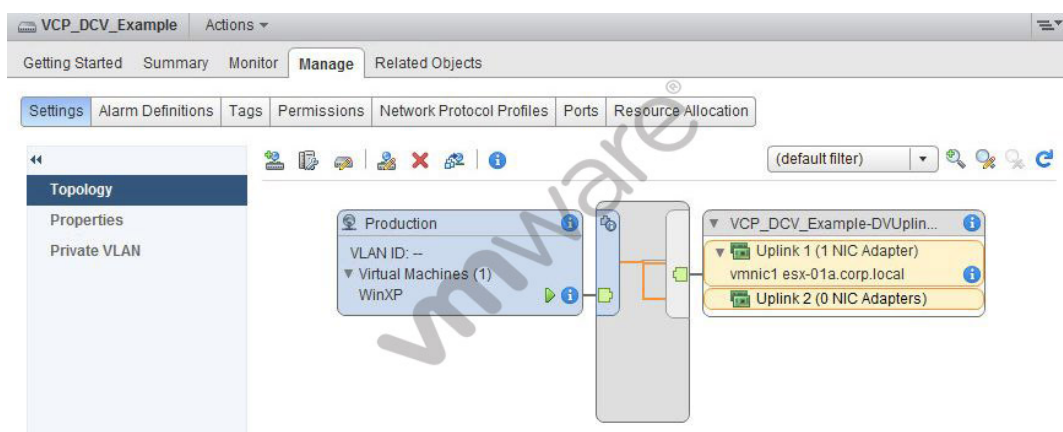 VCP_DCV_Example Actions
Getting Started Summary Monitor Manage Related Objects
Settings Alarm Definitions Tags Permissions Network Protocol Profiles Ports Resource Allocation
(default filter)
Topology
Properties
Private VLAN
Production
VLAN ID: --
Virtual Machines (1)
WinXP
VCP_DCV_Example-DVUplin...
Uplink 1 (1 NIC Adapter)
vmnic1 esx-01a.corp.local
Uplink 2 (0 NIC Adapters)
vmware®